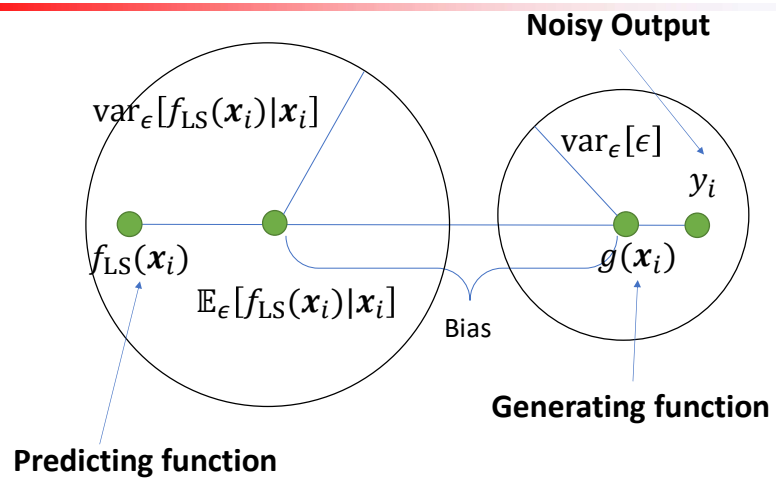 Noisy Output
var_ϵ[f_LS(𝒙_i)|𝒙_i]
var_ϵ[ϵ]
y_i
f_LS(𝒙_i)
g(𝒙_i)
𝔼_ϵ[f_LS(𝒙_i)|𝒙_i]
Bias
Generating function
Predicting function